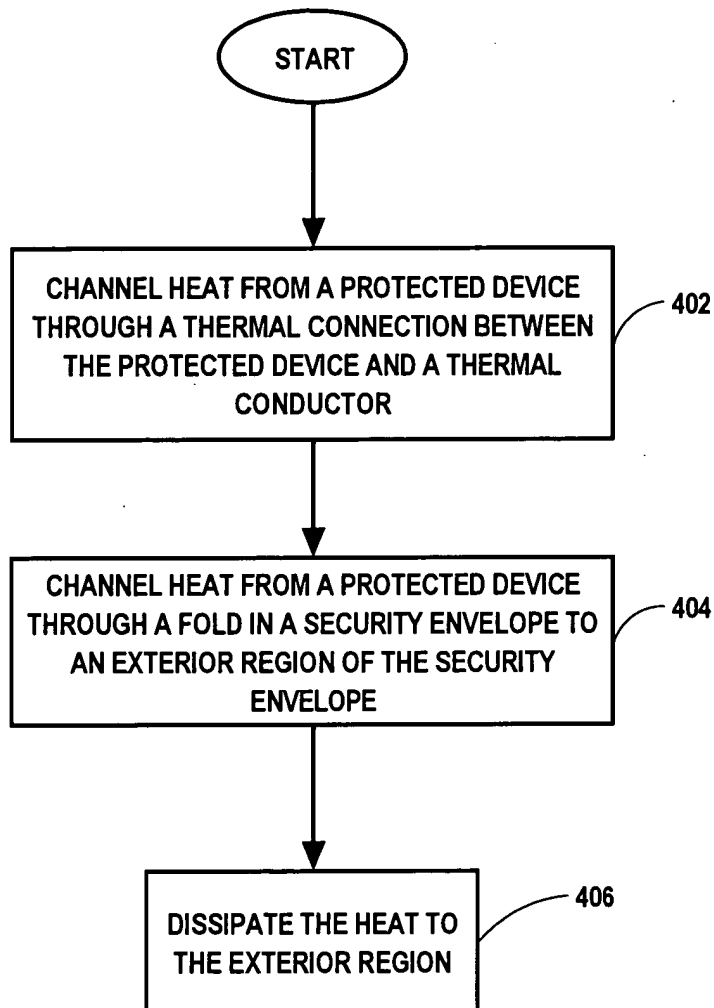 START
CHANNEL HEAT FROM A PROTECTED DEVICE
THROUGH A THERMAL CONNECTION BETWEEN
THE PROTECTED DEVICE AND A THERMAL
CONDUCTOR
402
CHANNEL HEAT FROM A PROTECTED DEVICE
THROUGH A FOLD IN A SECURITY ENVELOPE TO
AN EXTERIOR REGION OF THE SECURITY
ENVELOPE
404
DISSIPATE THE HEAT TO
THE EXTERIOR REGION
406